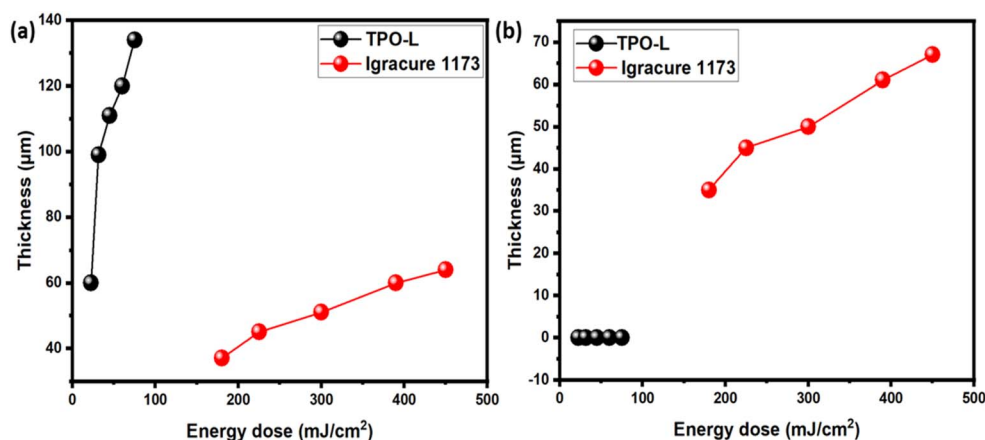 (a)
TPO-L
Igracure 1173
140
120
100
80
60
40
Thickness (µm)
0
100
200
300
400
500
Energy dose (mJ/cm²)
(b)
TPO-L
Igracure 1173
70
60
50
40
30
20
10
0
-10
Thickness (µm)
0
100
200
300
400
500
Energy dose (mJ/cm²)